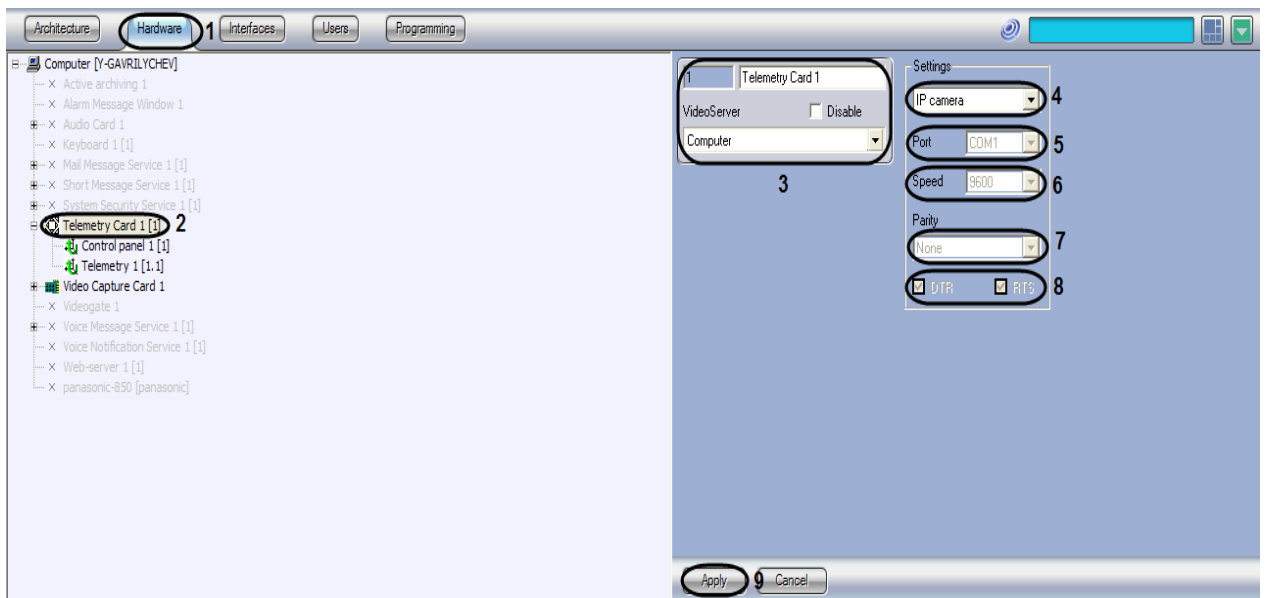 Architecture Hardware 1 Interfaces Users Programming
Computer [Y-GAVRILYCHEV]
Active archiving 1
Alarm Message Window 1
Audio Card 1
Keyboard 1 [1]
Mail Message Service 1 [1]
Short Message Service 1 [1]
System Security Service 1 [1]
Telemetry Card 1 [1] 2
Control panel 1 [1]
Telemetry 1 [1.1]
Video Capture Card 1
Videogate 1
Voice Message Service 1 [1]
Voice Notification Service 1 [1]
Web-server 1 [1]
panasonic-850 [panasonic]
1 Telemetry Card 1
VideoServer Disable
Computer
3
Settings
IP camera 4
Port COM1 5
Speed 9600 6
Parity
None 7
DTR RTS 8
Apply 9 Cancel